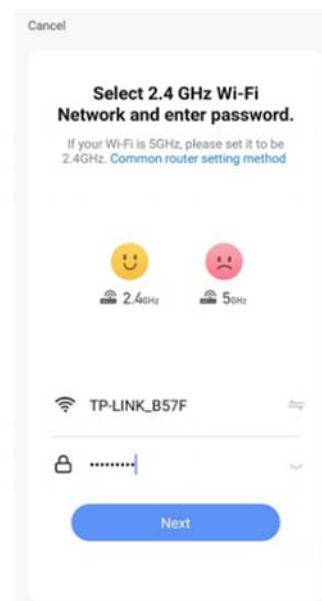 Cancel
Select 2.4 GHz Wi-Fi
Network and enter password.
If your Wi-Fi is 5GHz, please set it to be
2.4GHz. Common router setting method
2.4GHz 5GHz
TP-LINK_B57F
•••••••••
Next